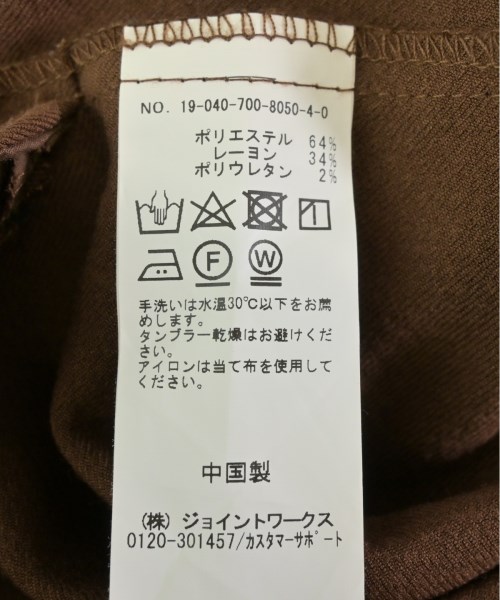 NO. 19-040-700-8050-4-0
ポリエステル 64%
レーヨン 34%
ポリウレタン 2%
F W
手洗いは水温30℃以下をお薦
めします。
タンブラー乾燥はお避けくだ
さい。
アイロンは当て布を使用して
ください。
中国製
(株) ジョイントワークス
0120-301457/カスタマーサポート